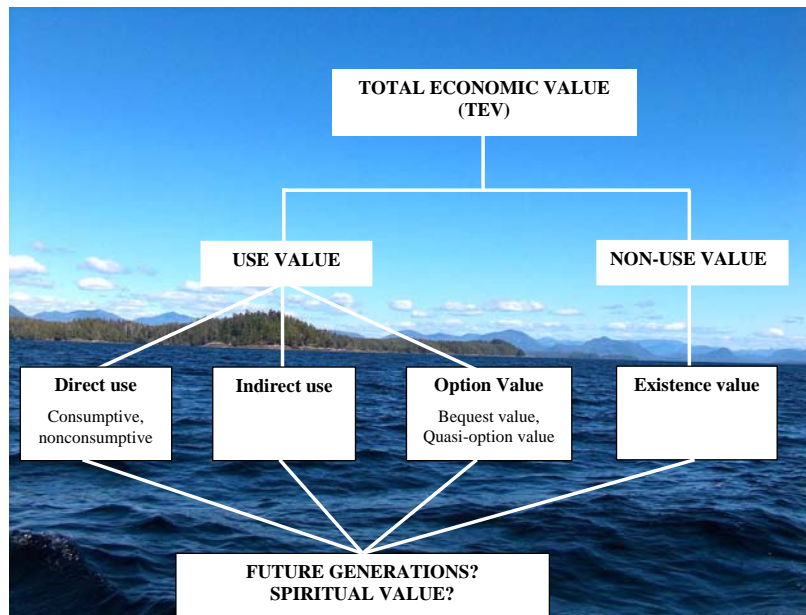 TOTAL ECONOMIC VALUE
(TEV)
USE VALUE
NON-USE VALUE
Direct use
Consumptive,
nonconsumptive
Indirect use
Option Value
Bequest value,
Quasi-option value
Existence value
FUTURE GENERATIONS?
SPIRITUAL VALUE?